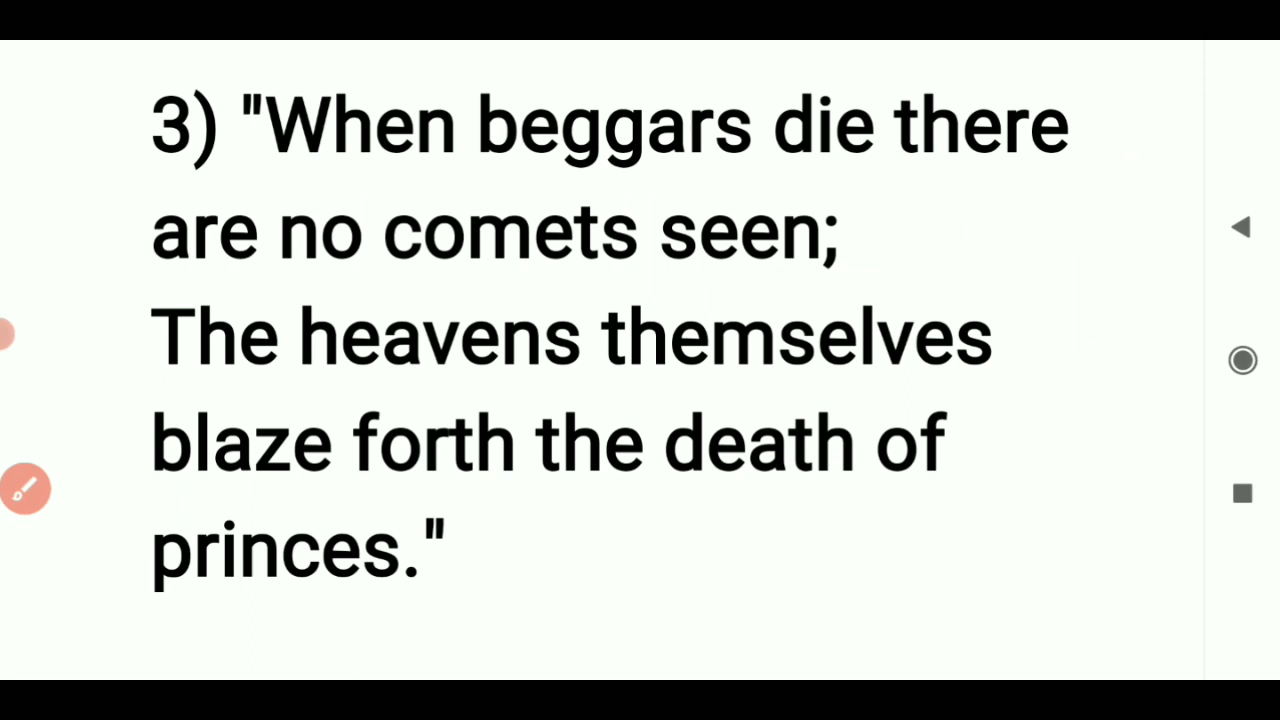 3) "When beggars die there
are no comets seen;
The heavens themselves
blaze forth the death of
princes."